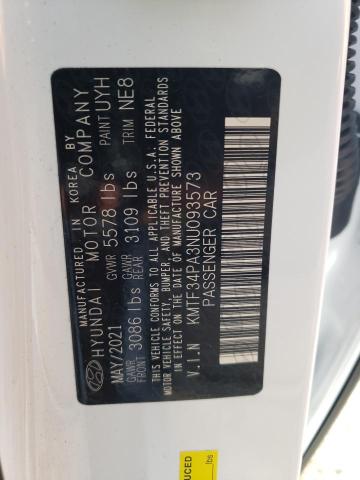 MANUFACTURED IN KOREA BY
HYUNDAI MOTOR COMPANY
MAY/2021 GVWR 5578 lbs PAINT UYH
GAWR FRONT 3086 lbs GAWR REAR 3109 lbs TRIM NE8
THIS VEHICLE CONFORMS TO ALL APPLICABLE U.S.A. FEDERAL
MOTOR VEHICLE SAFETY, BUMPER, AND THEFT PREVENTION STANDARDS
IN EFFECT ON THE DATE OF MANUFACTURE SHOWN ABOVE
V.I.N KMTF34PA3NU093573
PASSENGER CAR
UCED
lbs